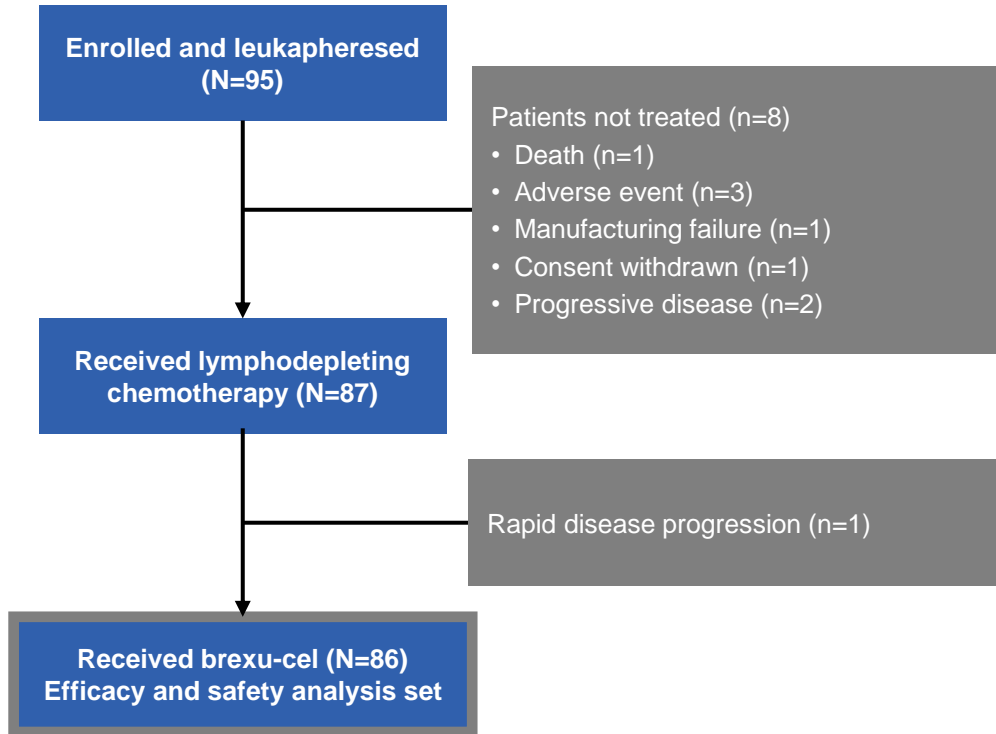 Enrolled and leukapheresed
(N=95)
Patients not treated (n=8)
• Death (n=1)
• Adverse event (n=3)
• Manufacturing failure (n=1)
• Consent withdrawn (n=1)
• Progressive disease (n=2)
Received lymphodepleting
chemotherapy (N=87)
Rapid disease progression (n=1)
Received brexu-cel (N=86)
Efficacy and safety analysis set